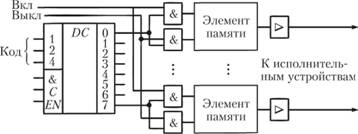 Вкл
Выкл
Код
1
2
4
&
C
EN
DC
0
1
2
3
4
5
6
7
&
&
Элемент
памяти
▷
⋮
⋮
К исполнитель-
ным устройствам
&
&
Элемент
памяти
▷